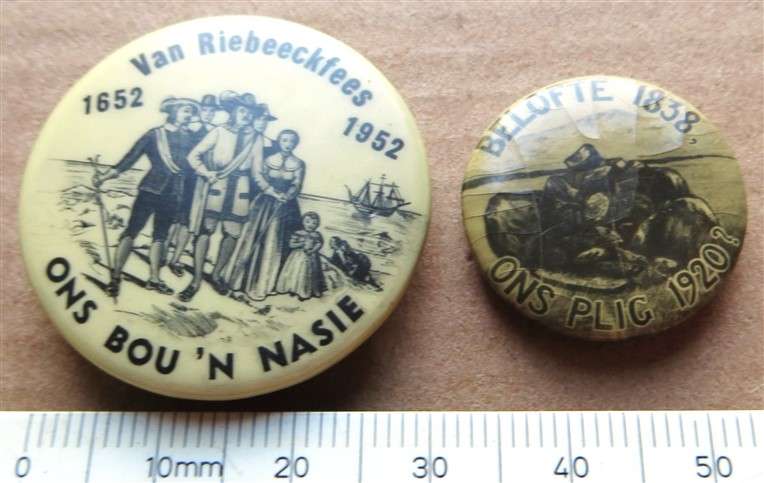 Van Riebeeckfees
1652 1952
ONS BOU 'N NASIE
BELOFTE 1838,
ONS PLIG 1920?
0 10mm 20 30 40 50